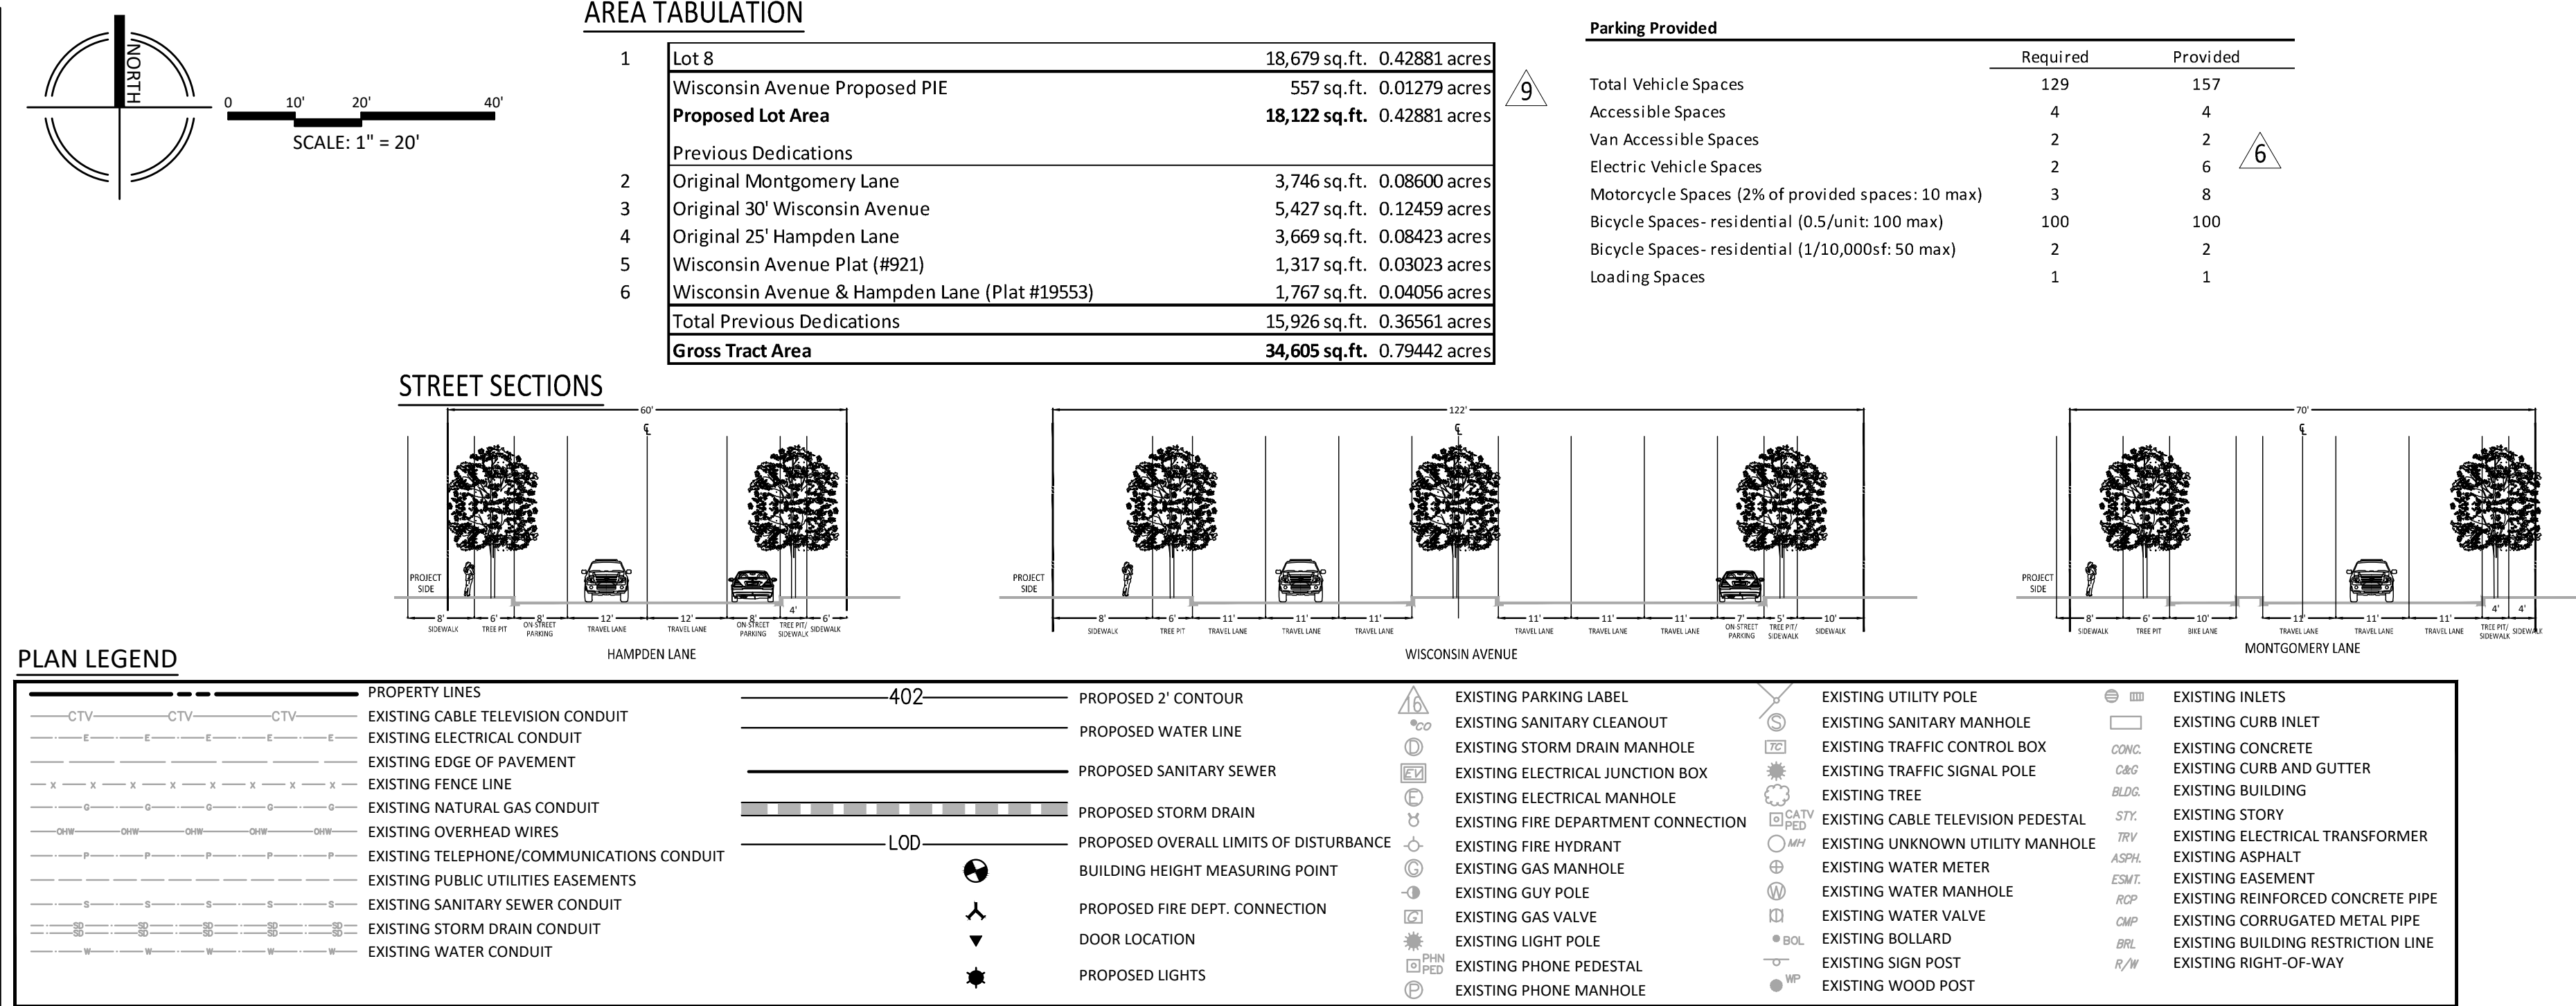 AREA TABULATION
NORTH
0 10' 20' 40'
SCALE: 1" = 20'
1 Lot 8 18,679 sq.ft. 0.42881 acres
Wisconsin Avenue Proposed PIE 557 sq.ft. 0.01279 acres
9
Proposed Lot Area 18,122 sq.ft. 0.42881 acres
Previous Dedications
2 Original Montgomery Lane 3,746 sq.ft. 0.08600 acres
3 Original 30' Wisconsin Avenue 5,427 sq.ft. 0.12459 acres
4 Original 25' Hampden Lane 3,669 sq.ft. 0.08423 acres
5 Wisconsin Avenue Plat (#921) 1,317 sq.ft. 0.03023 acres
6 Wisconsin Avenue & Hampden Lane (Plat #19553) 1,767 sq.ft. 0.04056 acres
Total Previous Dedications 15,926 sq.ft. 0.36561 acres
Gross Tract Area 34,605 sq.ft. 0.79442 acres
Parking Provided
Required Provided
Total Vehicle Spaces 129 157
Accessible Spaces 4 4
Van Accessible Spaces 2 2
6
Electric Vehicle Spaces 2 6
Motorcycle Spaces (2% of provided spaces: 10 max) 3 8
Bicycle Spaces- residential (0.5/unit: 100 max) 100 100
Bicycle Spaces- residential (1/10,000sf: 50 max) 2 2
Loading Spaces 1 1
STREET SECTIONS
60'
PROJECT
SIDE
8' 6' 8' 12' 12' 8' 4' 6'
SIDEWALK TREE PIT ON-STREET PARKING TRAVEL LANE TRAVEL LANE ON-STREET PARKING TREE PIT/ SIDEWALK SIDEWALK
HAMPDEN LANE
122'
PROJECT
SIDE
8' 6' 11' 11' 11' 11' 11' 11' 7' 5' 10'
SIDEWALK TREE PIT TRAVEL LANE TRAVEL LANE TRAVEL LANE TRAVEL LANE TRAVEL LANE TRAVEL LANE ON-STREET PARKING TREE PIT/ SIDEWALK SIDEWALK
WISCONSIN AVENUE
70'
PROJECT
SIDE
8' 6' 10' 11' 11' 4' 4'
SIDEWALK TREE PIT BIKE LANE TRAVEL LANE TRAVEL LANE TRAVEL LANE TREE PIT/ SIDEWALK SIDEWALK
MONTGOMERY LANE
PLAN LEGEND
PROPERTY LINES
CTV CTV CTV EXISTING CABLE TELEVISION CONDUIT
E E E E E EXISTING ELECTRICAL CONDUIT
EXISTING EDGE OF PAVEMENT
X X X X X X X X EXISTING FENCE LINE
G G G G G EXISTING NATURAL GAS CONDUIT
OHW OHW OHW OHW OHW EXISTING OVERHEAD WIRES
P P P P P EXISTING TELEPHONE/COMMUNICATIONS CONDUIT
EXISTING PUBLIC UTILITIES EASEMENTS
S S S S S EXISTING SANITARY SEWER CONDUIT
SD SD SD SD SD
SD SD SD SD SD EXISTING STORM DRAIN CONDUIT
W W W W W EXISTING WATER CONDUIT
402 PROPOSED 2' CONTOUR
PROPOSED WATER LINE
PROPOSED SANITARY SEWER
PROPOSED STORM DRAIN
LOD PROPOSED OVERALL LIMITS OF DISTURBANCE
BUILDING HEIGHT MEASURING POINT
PROPOSED FIRE DEPT. CONNECTION
DOOR LOCATION
PROPOSED LIGHTS
16 EXISTING PARKING LABEL
CO EXISTING SANITARY CLEANOUT
D EXISTING STORM DRAIN MANHOLE
EV EXISTING ELECTRICAL JUNCTION BOX
E EXISTING ELECTRICAL MANHOLE
EXISTING FIRE DEPARTMENT CONNECTION
EXISTING FIRE HYDRANT
G EXISTING GAS MANHOLE
EXISTING GUY POLE
G EXISTING GAS VALVE
EXISTING LIGHT POLE
PHN PED EXISTING PHONE PEDESTAL
P EXISTING PHONE MANHOLE
EXISTING UTILITY POLE
S EXISTING SANITARY MANHOLE
TC EXISTING TRAFFIC CONTROL BOX
EXISTING TRAFFIC SIGNAL POLE
EXISTING TREE
CATV PED EXISTING CABLE TELEVISION PEDESTAL
MH EXISTING UNKNOWN UTILITY MANHOLE
EXISTING WATER METER
W EXISTING WATER MANHOLE
EXISTING WATER VALVE
BOL EXISTING BOLLARD
EXISTING SIGN POST
WP EXISTING WOOD POST
EXISTING INLETS
EXISTING CURB INLET
CONC. EXISTING CONCRETE
C&G EXISTING CURB AND GUTTER
BLDG. EXISTING BUILDING
STY. EXISTING STORY
TRV EXISTING ELECTRICAL TRANSFORMER
ASPH. EXISTING ASPHALT
ESMT. EXISTING EASEMENT
RCP EXISTING REINFORCED CONCRETE PIPE
CMP EXISTING CORRUGATED METAL PIPE
BRL EXISTING BUILDING RESTRICTION LINE
R/W EXISTING RIGHT-OF-WAY